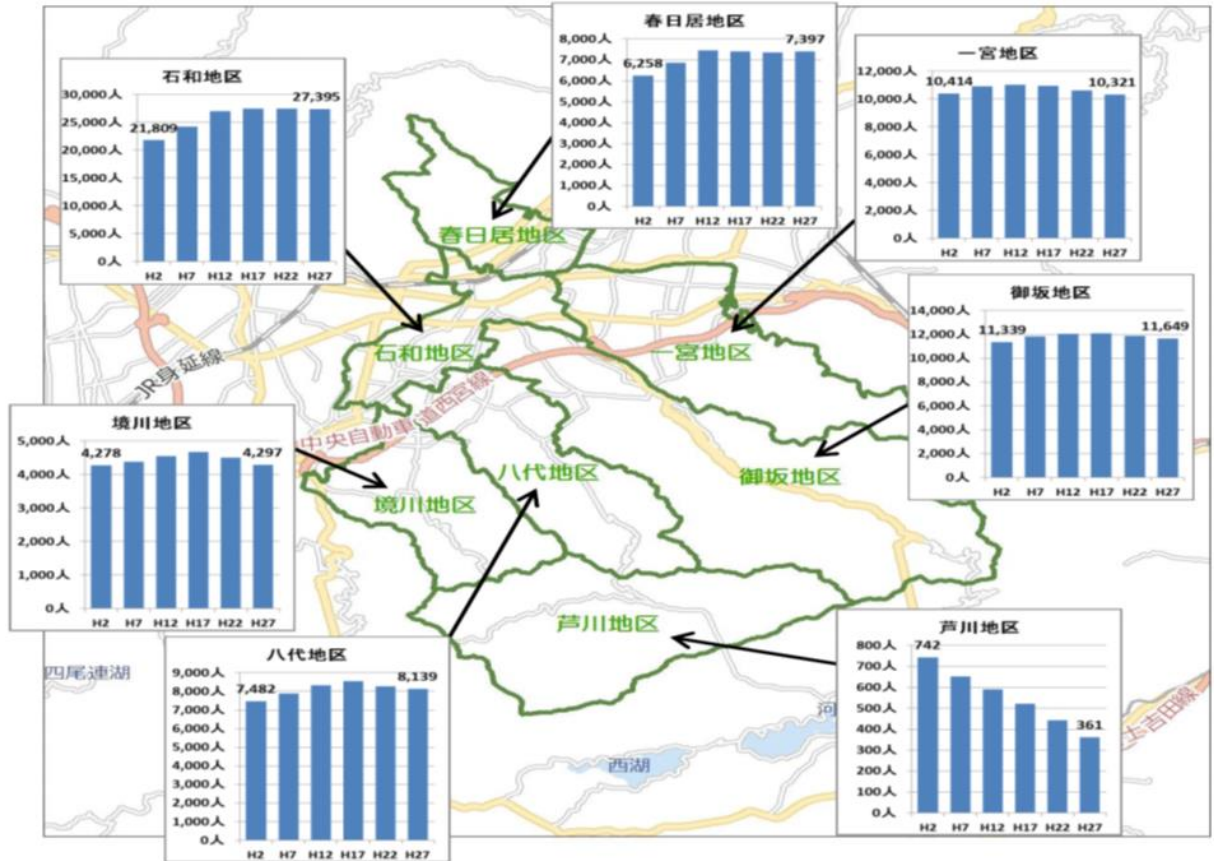 春日居地区
8,000人
7,000人
6,000人
5,000人
4,000人
3,000人
2,000人
1,000人
0人
6,258
7,397
H2 H7 H12 H17 H22 H27
石和地区
30,000人
25,000人
20,000人
15,000人
10,000人
5,000人
0人
21,809
27,395
H2 H7 H12 H17 H22 H27
一宮地区
12,000人
10,000人
8,000人
6,000人
4,000人
2,000人
0人
10,414
10,321
H2 H7 H12 H17 H22 H27
御坂地区
14,000人
12,000人
10,000人
8,000人
6,000人
4,000人
2,000人
0人
11,339
11,649
H2 H7 H12 H17 H22 H27
境川地区
5,000人
4,000人
3,000人
2,000人
1,000人
0人
4,278
4,297
H2 H7 H12 H17 H22 H27
八代地区
9,000人
8,000人
7,000人
6,000人
5,000人
4,000人
3,000人
2,000人
1,000人
0人
7,482
8,139
H2 H7 H12 H17 H22 H27
芦川地区
800人
700人
600人
500人
400人
300人
200人
100人
0人
742
361
H2 H7 H12 H17 H22 H27
春日居地区
石和地区
一宮地区
御坂地区
八代地区
境川地区
芦川地区
JR身延線
中央自動車道西宮線
四尾連湖
西湖
河
士吉田線